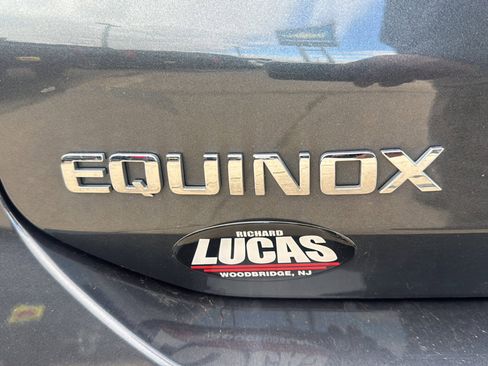 EQUINOX
RICHARD
LUCAS
WOODBRIDGE, NJ